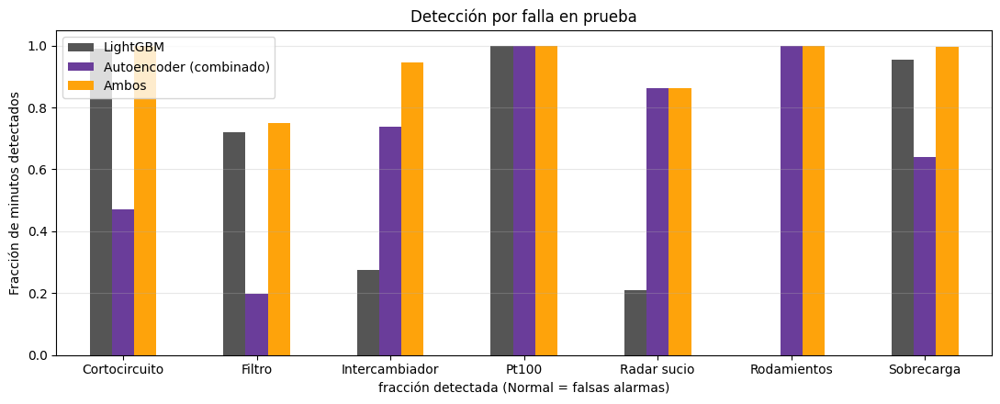 Detección por falla en prueba
LightGBM
Autoencoder (combinado)
Ambos
Fracción de minutos detectados
1.0
0.8
0.6
0.4
0.2
0.0
Cortocircuito
Filtro
Intercambiador
Pt100
Radar sucio
Rodamientos
Sobrecarga
fracción detectada (Normal = falsas alarmas)